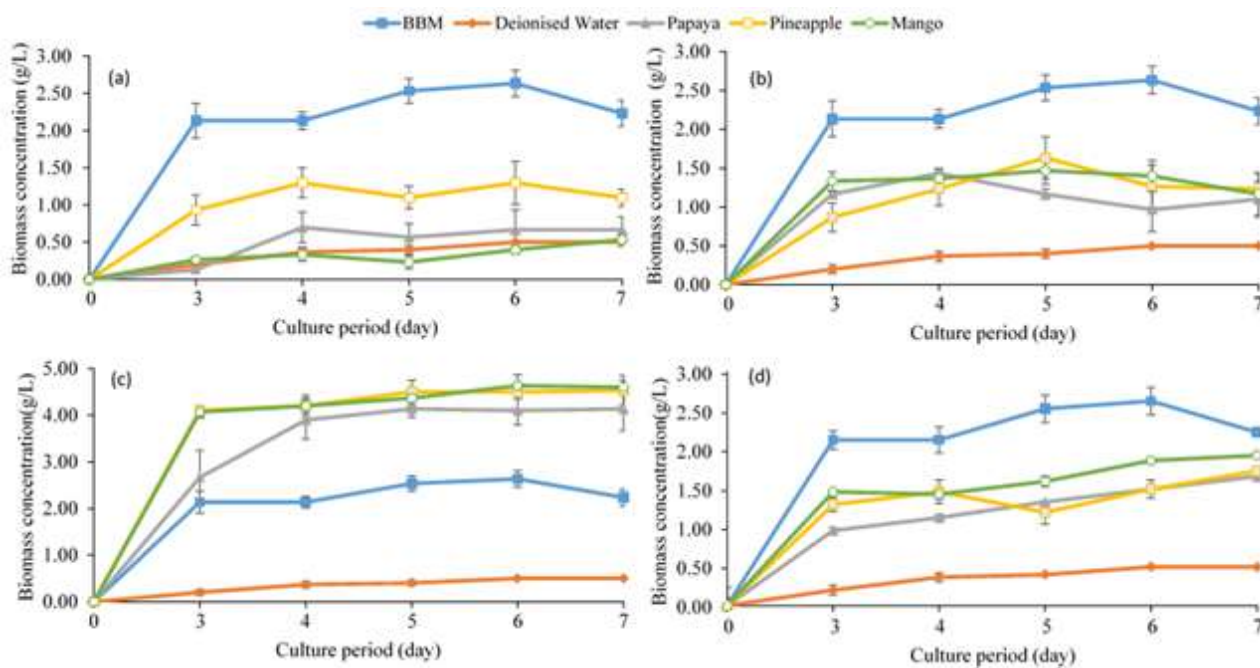 BBM Deionised Water Papaya Pineapple Mango
(a)
Biomass concentration (g/L)
3.00
2.50
2.00
1.50
1.00
0.50
0.00
0 3 4 5 6 7
Culture period (day)
(b)
Biomass concentration (g/L)
3.00
2.50
2.00
1.50
1.00
0.50
0.00
0 3 4 5 6 7
Culture period (day)
(c)
Biomass concentration(g/L)
5.00
4.00
3.00
2.00
1.00
0.00
0 3 4 5 6 7
Culture period (day)
(d)
Biomass concentration(g/L)
3.00
2.50
2.00
1.50
1.00
0.50
0.00
0 3 4 5 6 7
Culture period (day)